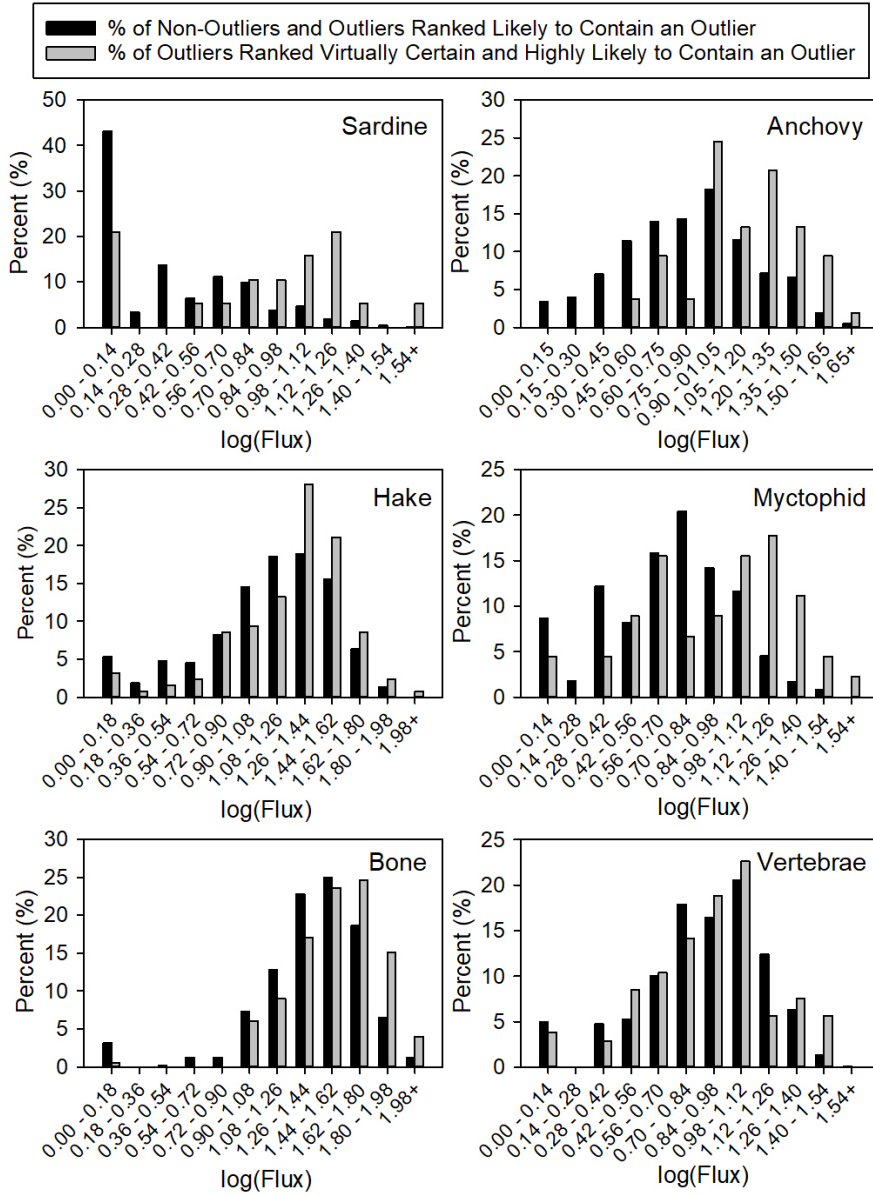 % of Non-Outliers and Outliers Ranked Likely to Contain an Outlier
% of Outliers Ranked Virtually Certain and Highly Likely to Contain an Outlier
Sardine
Percent (%)
50
40
30
20
10
0
0.00 - 0.14
0.14 - 0.28
0.28 - 0.42
0.42 - 0.56
0.56 - 0.70
0.70 - 0.84
0.84 - 0.98
0.98 - 1.12
1.12 - 1.26
1.26 - 1.40
1.40 - 1.54
1.54+
log(Flux)
Anchovy
Percent (%)
30
25
20
15
10
5
0
0.00 - 0.15
0.15 - 0.30
0.30 - 0.45
0.45 - 0.60
0.60 - 0.75
0.75 - 0.90
0.90 - 01.05
1.05 - 1.20
1.20 - 1.35
1.35 - 1.50
1.50 - 1.65
1.65+
log(Flux)
Hake
Percent (%)
30
25
20
15
10
5
0
0.00 - 0.18
0.18 - 0.36
0.36 - 0.54
0.54 - 0.72
0.72 - 0.90
0.90 - 1.08
1.08 - 1.26
1.26 - 1.44
1.44 - 1.62
1.62 - 1.80
1.80 - 1.98
1.98+
log(Flux)
Myctophid
Percent (%)
25
20
15
10
5
0
0.00 - 0.14
0.14 - 0.28
0.28 - 0.42
0.42 - 0.56
0.56 - 0.70
0.70 - 0.84
0.84 - 0.98
0.98 - 1.12
1.12 - 1.26
1.26 - 1.40
1.40 - 1.54
1.54+
log(Flux)
Bone
Percent (%)
30
25
20
15
10
5
0
0.00 - 0.18
0.18 - 0.36
0.36 - 0.54
0.54 - 0.72
0.72 - 0.90
0.90 - 1.08
1.08 - 1.26
1.26 - 1.44
1.44 - 1.62
1.62 - 1.80
1.80 - 1.98
1.98+
log(Flux)
Vertebrae
Percent (%)
25
20
15
10
5
0
0.00 - 0.14
0.14 - 0.28
0.28 - 0.42
0.42 - 0.56
0.56 - 0.70
0.70 - 0.84
0.84 - 0.98
0.98 - 1.12
1.12 - 1.26
1.26 - 1.40
1.40 - 1.54
1.54+
log(Flux)